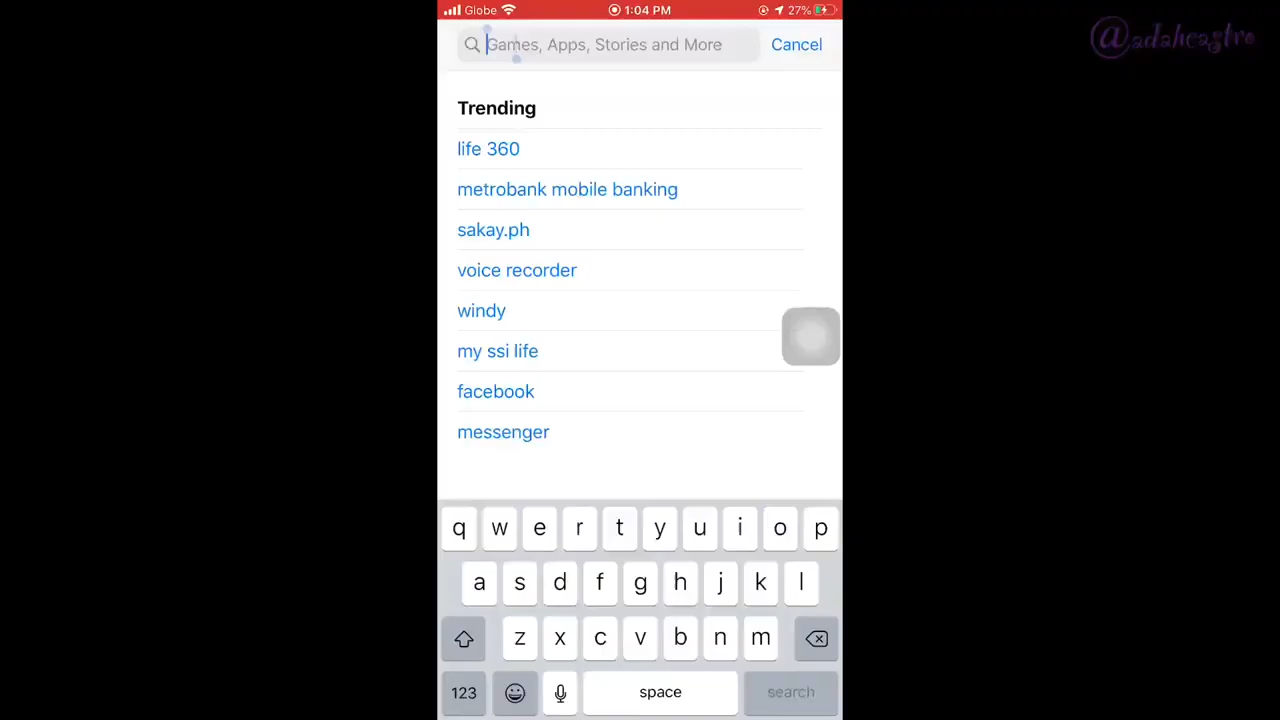 Globe 1:04 PM 27%
@adahcastro
Games, Apps, Stories and More Cancel
Trending
life 360
metrobank mobile banking
sakay.ph
voice recorder
windy
my ssi life
facebook
messenger
q w e r t y u i o p
a s d f g h j k l
z x c v b n m
123 space search